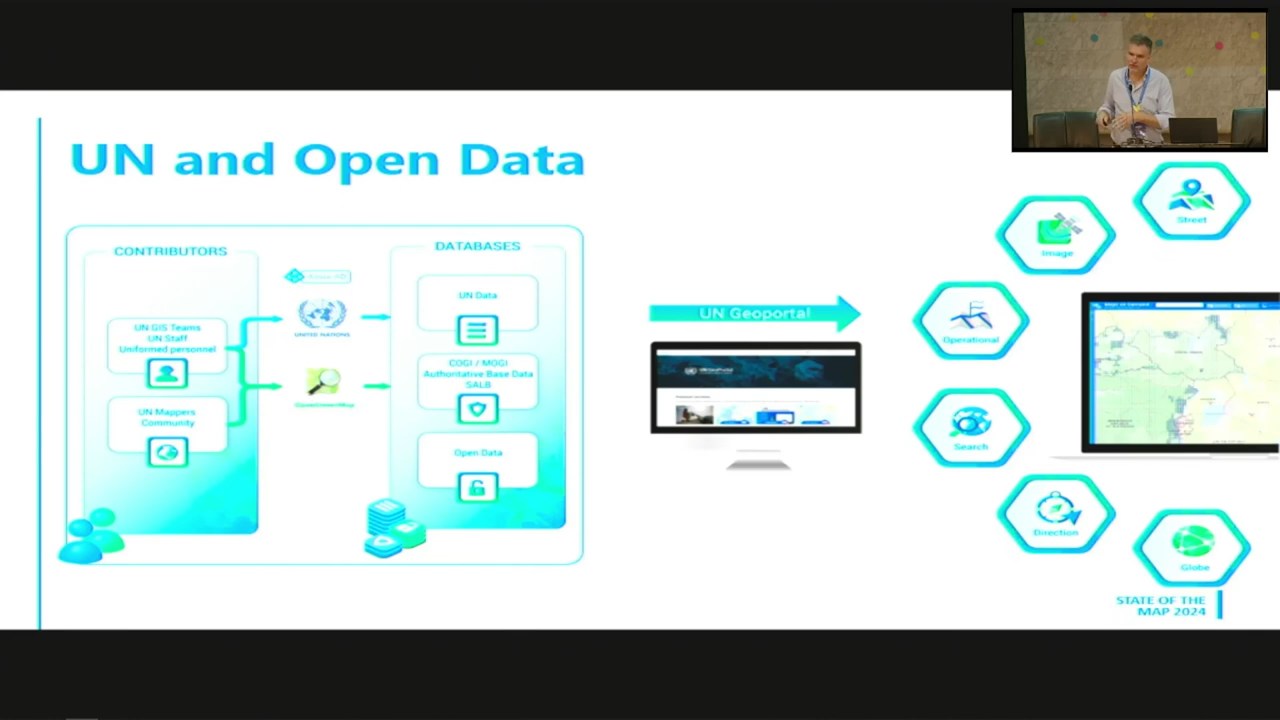 UN and Open Data
CONTRIBUTORS
UN GIS Teams
UN Staff
Uniformed personnel
UN Mappers
Community
UNITED NATIONS
OpenStreetMap
DATABASES
UN Data
COGI / MOGI
Authoritative Base Data
SALB
Open Data
UN Geoportal
Street
Image
Operational
Search
Direction
Globe
STATE OF THE
MAP 2024